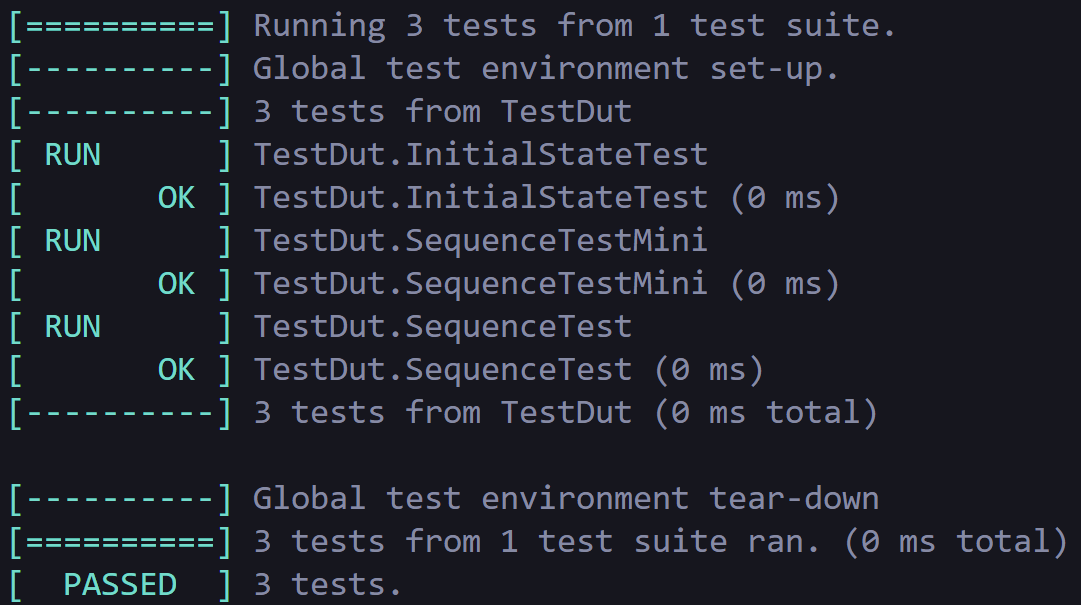 [==========] Running 3 tests from 1 test suite.
[----------] Global test environment set-up.
[----------] 3 tests from TestDut
[ RUN      ] TestDut.InitialStateTest
[       OK ] TestDut.InitialStateTest (0 ms)
[ RUN      ] TestDut.SequenceTestMini
[       OK ] TestDut.SequenceTestMini (0 ms)
[ RUN      ] TestDut.SequenceTest
[       OK ] TestDut.SequenceTest (0 ms)
[----------] 3 tests from TestDut (0 ms total)

[----------] Global test environment tear-down
[==========] 3 tests from 1 test suite ran. (0 ms total)
[  PASSED  ] 3 tests.